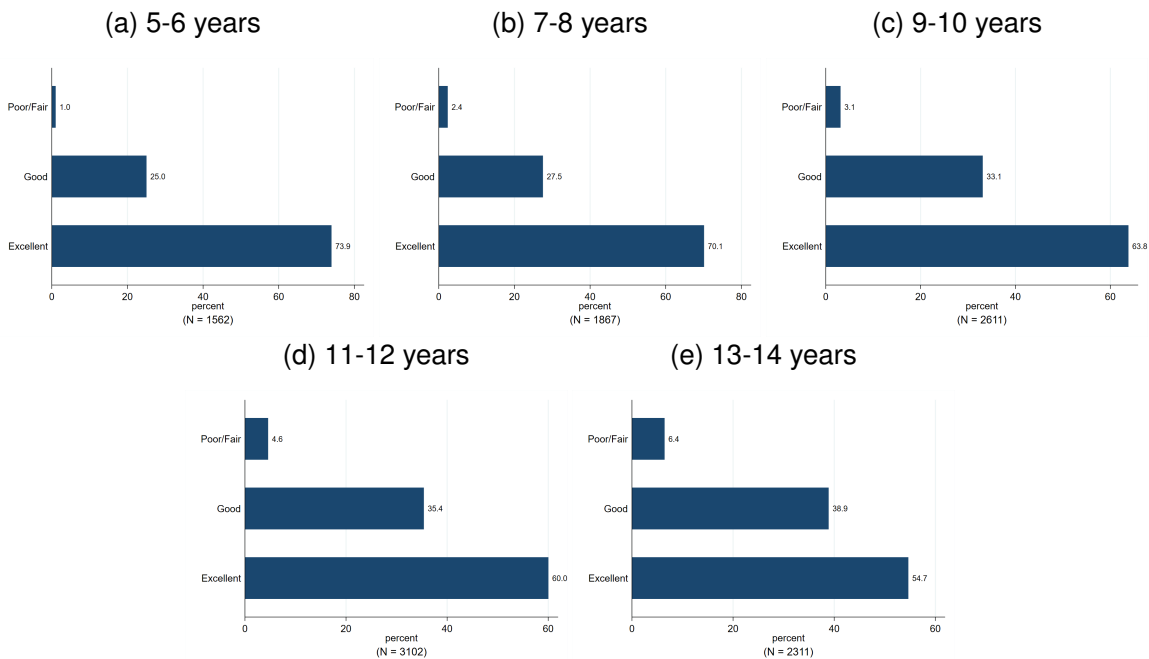 (a) 5-6 years
Poor/Fair 1.0
Good 25.0
Excellent 73.9
0 20 40 60 80
percent
(N = 1562)
(b) 7-8 years
Poor/Fair 2.4
Good 27.5
Excellent 70.1
0 20 40 60 80
percent
(N = 1867)
(c) 9-10 years
Poor/Fair 3.1
Good 33.1
Excellent 63.8
0 20 40 60
percent
(N = 2611)
(d) 11-12 years
Poor/Fair 4.6
Good 35.4
Excellent 60.0
0 20 40 60
percent
(N = 3102)
(e) 13-14 years
Poor/Fair 6.4
Good 38.9
Excellent 54.7
0 20 40 60
percent
(N = 2311)